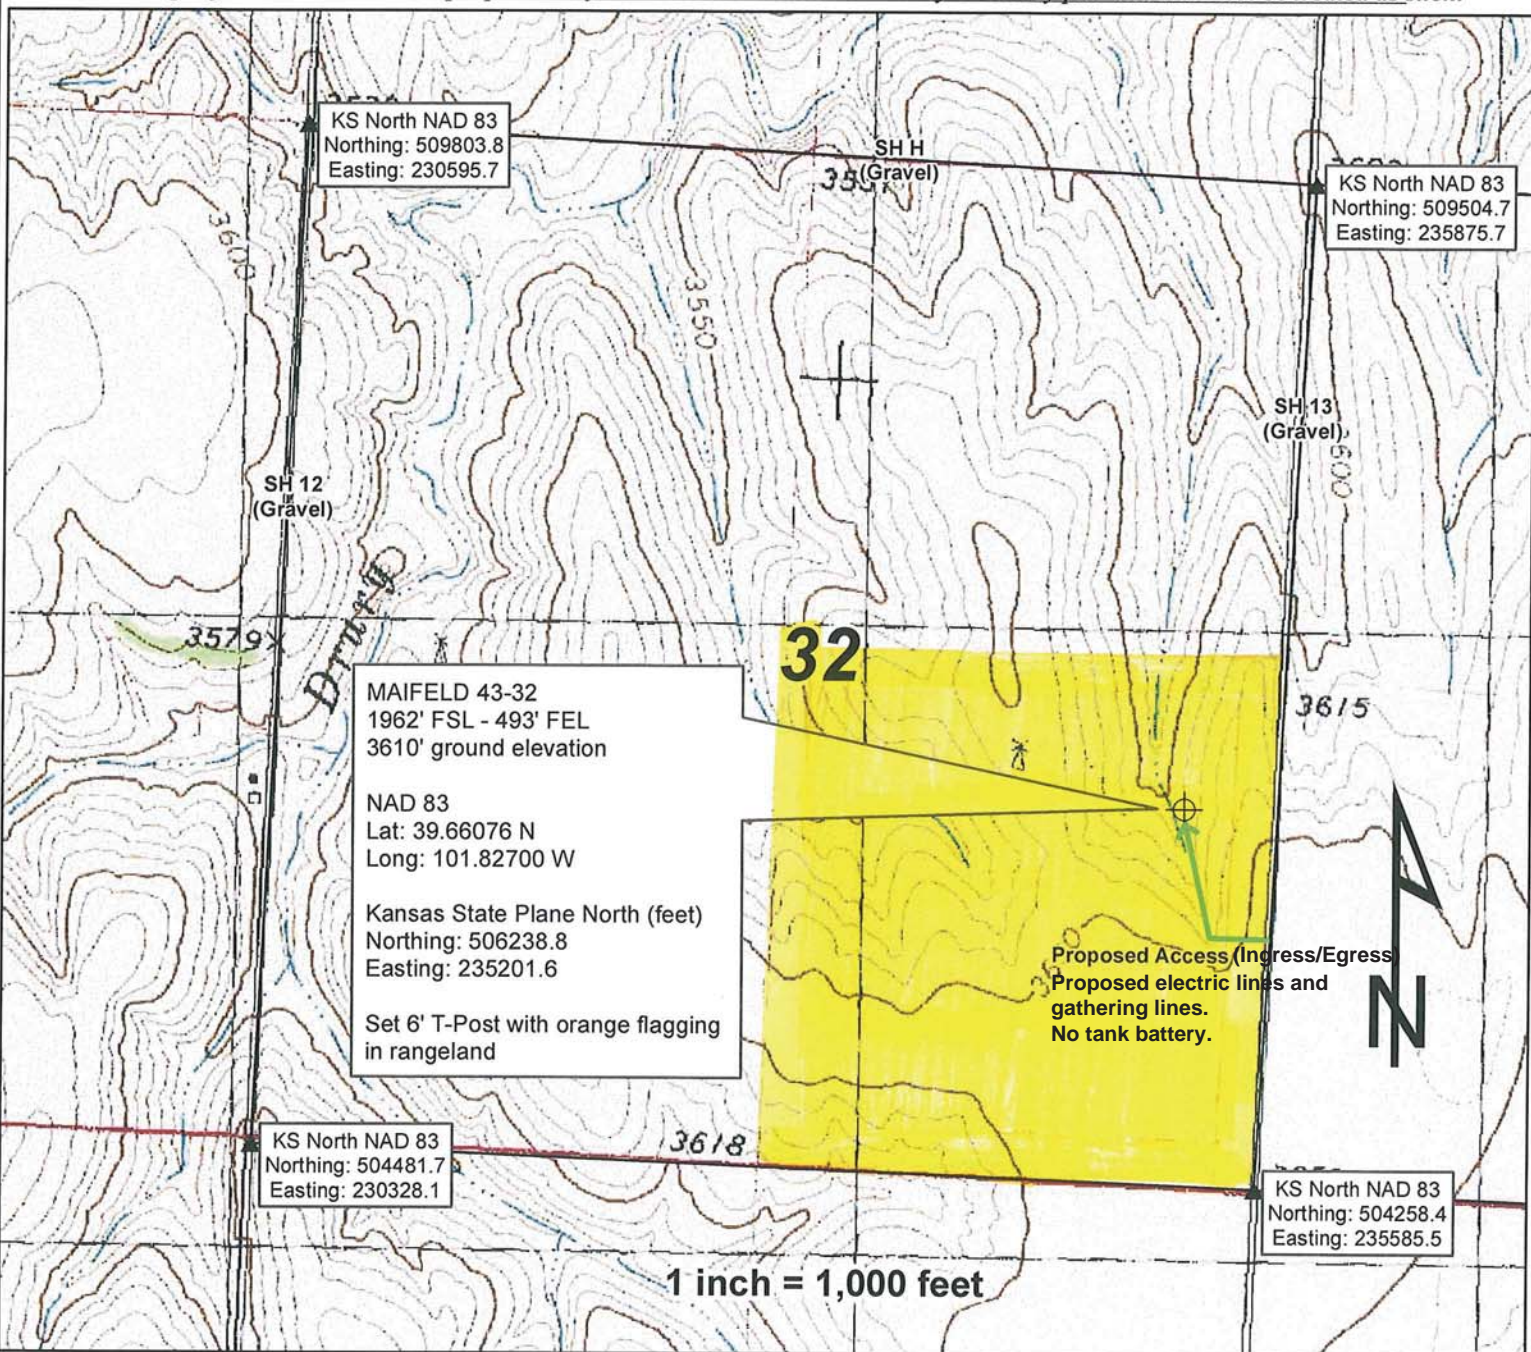 KS North NAD 83
Northing: 509803.8
Easting: 230595.7
SH H
(Gravel)
KS North NAD 83
Northing: 509504.7
Easting: 235875.7
3600
3550
SH 13
(Gravel)
3600
SH 12
(Gravel)
3579
Drury
32
3615
MAIFELD 43-32
1962' FSL - 493' FEL
3610' ground elevation
NAD 83
Lat: 39.66076 N
Long: 101.82700 W
Kansas State Plane North (feet)
Northing: 506238.8
Easting: 235201.6
Set 6' T-Post with orange flagging
in rangeland
Proposed Access (Ingress/Egress)
Proposed electric lines and
gathering lines.
No tank battery.
N
3618
KS North NAD 83
Northing: 504481.7
Easting: 230328.1
KS North NAD 83
Northing: 504258.4
Easting: 235585.5
1 inch = 1,000 feet